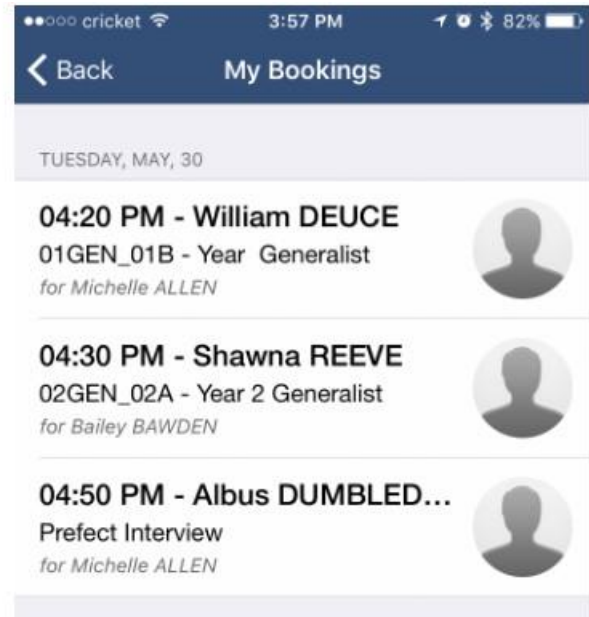 ●●○○○ cricket 3:57 PM 82%
Back My Bookings
TUESDAY, MAY, 30
04:20 PM - William DEUCE
01GEN_01B - Year  Generalist
for Michelle ALLEN
04:30 PM - Shawna REEVE
02GEN_02A - Year 2 Generalist
for Bailey BAWDEN
04:50 PM - Albus DUMBLED...
Prefect Interview
for Michelle ALLEN